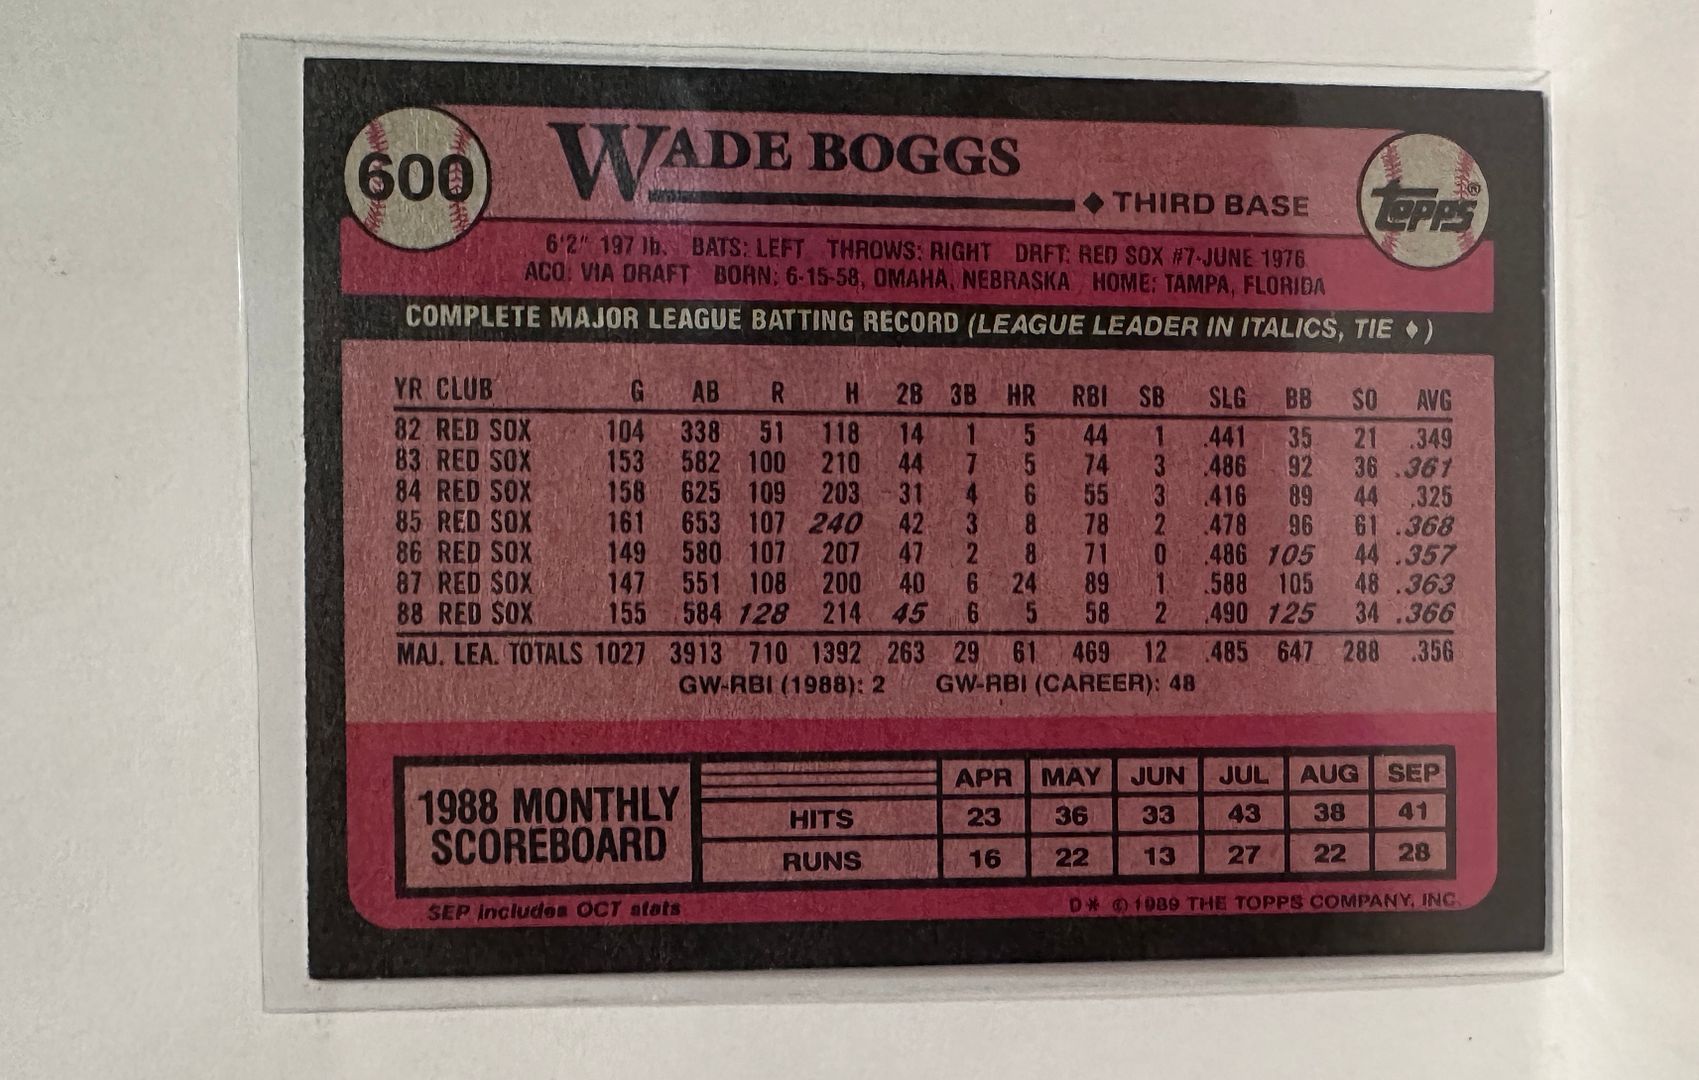 600
WADE BOGGS
♦ THIRD BASE
Topps®
6'2" 197 lb. BATS: LEFT THROWS: RIGHT DRFT: RED SOX #7-JUNE 1976
ACQ: VIA DRAFT BORN: 6-15-58, OMAHA, NEBRASKA HOME: TAMPA, FLORIDA
COMPLETE MAJOR LEAGUE BATTING RECORD (LEAGUE LEADER IN ITALICS, TIE ♦)
YR CLUB G AB R H 2B 3B HR RBI SB SLG BB SO AVG
82 RED SOX 104 338 51 118 14 1 5 44 1 .441 35 21 .349
83 RED SOX 153 582 100 210 44 7 5 74 3 .486 92 36 .361
84 RED SOX 158 625 109 203 31 4 6 55 3 .416 89 44 .325
85 RED SOX 161 653 107 240 42 3 8 78 2 .478 96 61 .368
86 RED SOX 149 580 107 207 47 2 8 71 0 .486 105 44 .357
87 RED SOX 147 551 108 200 40 6 24 89 1 .588 105 48 .363
88 RED SOX 155 584 128 214 45 6 5 58 2 .490 125 34 .366
MAJ. LEA. TOTALS 1027 3913 710 1392 263 29 61 469 12 .485 647 288 .356
GW-RBI (1988): 2 GW-RBI (CAREER): 48
1988 MONTHLY
SCOREBOARD
APR MAY JUN JUL AUG SEP
HITS 23 36 33 43 38 41
RUNS 16 22 13 27 22 28
SEP includes OCT stats
D* © 1989 THE TOPPS COMPANY, INC.